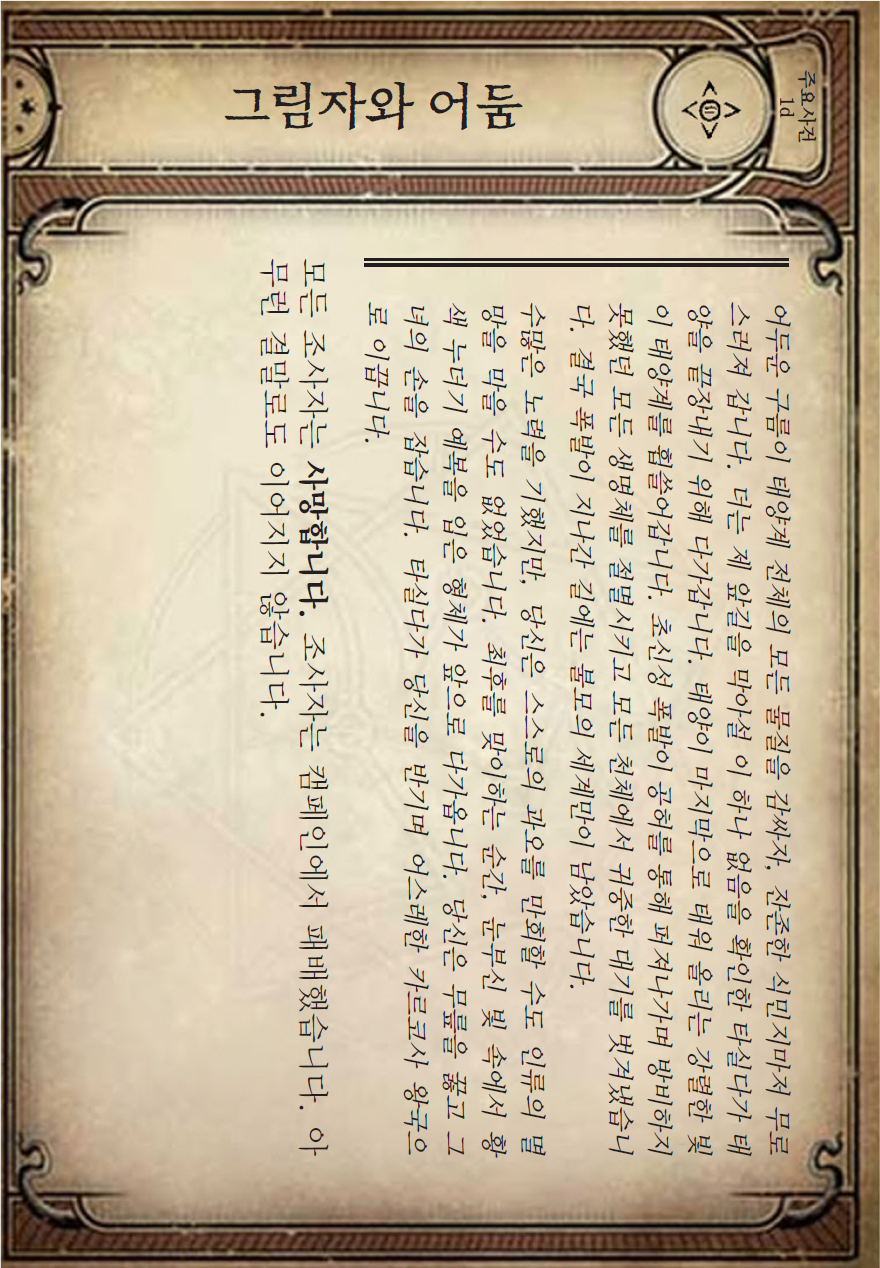 주요사건
1d
그림자와 어둠
어두운 구름이 태양계 전체의 모든 물질을 감싸자, 잔존한 식민지마저 무로
스러져 갑니다. 더는 제 앞길을 막아설 이 하나 없음을 확인한 타싈다가 태
양을 끝장내기 위해 다가갑니다. 태양이 마지막으로 태워 올리는 강렬한 빛
이 태양계를 휩쓸어갑니다. 초신성 폭발이 공허를 통해 퍼져나가며 방비하지
못했던 모든 생명체를 절멸시키고 모든 천체에서 귀중한 대기를 벗겨냈습니
다. 결국 폭발이 지나간 길에는 불모의 세계만이 남았습니다.
수많은 노력을 기했지만, 당신은 스스로의 과오를 만회할 수도 인류의 멸
망을 막을 수도 없었습니다. 최후를 맞이하는 순간, 눈부신 빛 속에서 황
색 누더기 예복을 입은 형체가 앞으로 다가옵니다. 당신은 무릎을 꿇고 그
녀의 손을 잡습니다. 타싈다가 당신을 반기며 어스레한 카르코사 왕국으
로 이끕니다.
모든 조사자는 사망합니다. 조사자는 캠페인에서 패배했습니다. 아
무런 결말로도 이어지지 않습니다.